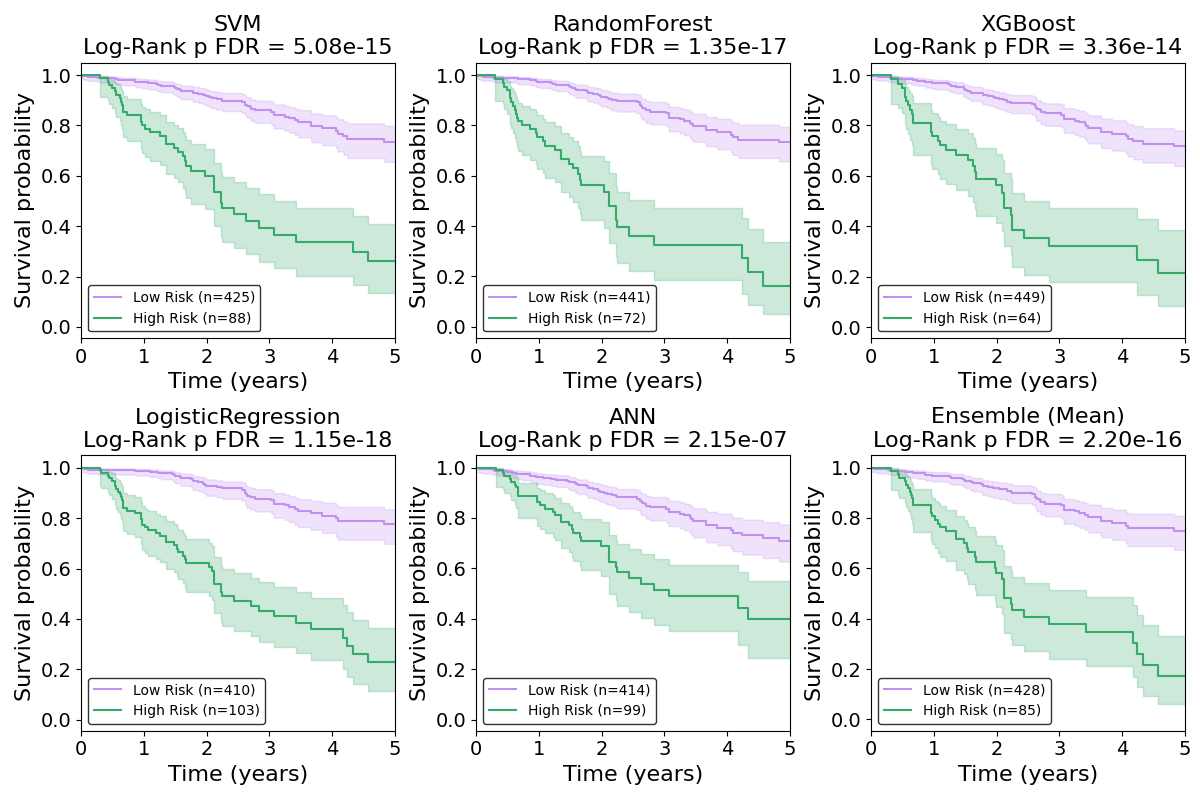 SVM
Log-Rank p FDR = 5.08e-15
Survival probability
1.0
0.8
0.6
0.4
0.2
0.0
Low Risk (n=425)
High Risk (n=88)
0 1 2 3 4 5
Time (years)
RandomForest
Log-Rank p FDR = 1.35e-17
Survival probability
1.0
0.8
0.6
0.4
0.2
0.0
Low Risk (n=441)
High Risk (n=72)
0 1 2 3 4 5
Time (years)
XGBoost
Log-Rank p FDR = 3.36e-14
Survival probability
1.0
0.8
0.6
0.4
0.2
0.0
Low Risk (n=449)
High Risk (n=64)
0 1 2 3 4 5
Time (years)
LogisticRegression
Log-Rank p FDR = 1.15e-18
Survival probability
1.0
0.8
0.6
0.4
0.2
0.0
Low Risk (n=410)
High Risk (n=103)
0 1 2 3 4 5
Time (years)
ANN
Log-Rank p FDR = 2.15e-07
Survival probability
1.0
0.8
0.6
0.4
0.2
0.0
Low Risk (n=414)
High Risk (n=99)
0 1 2 3 4 5
Time (years)
Ensemble (Mean)
Log-Rank p FDR = 2.20e-16
Survival probability
1.0
0.8
0.6
0.4
0.2
0.0
Low Risk (n=428)
High Risk (n=85)
0 1 2 3 4 5
Time (years)